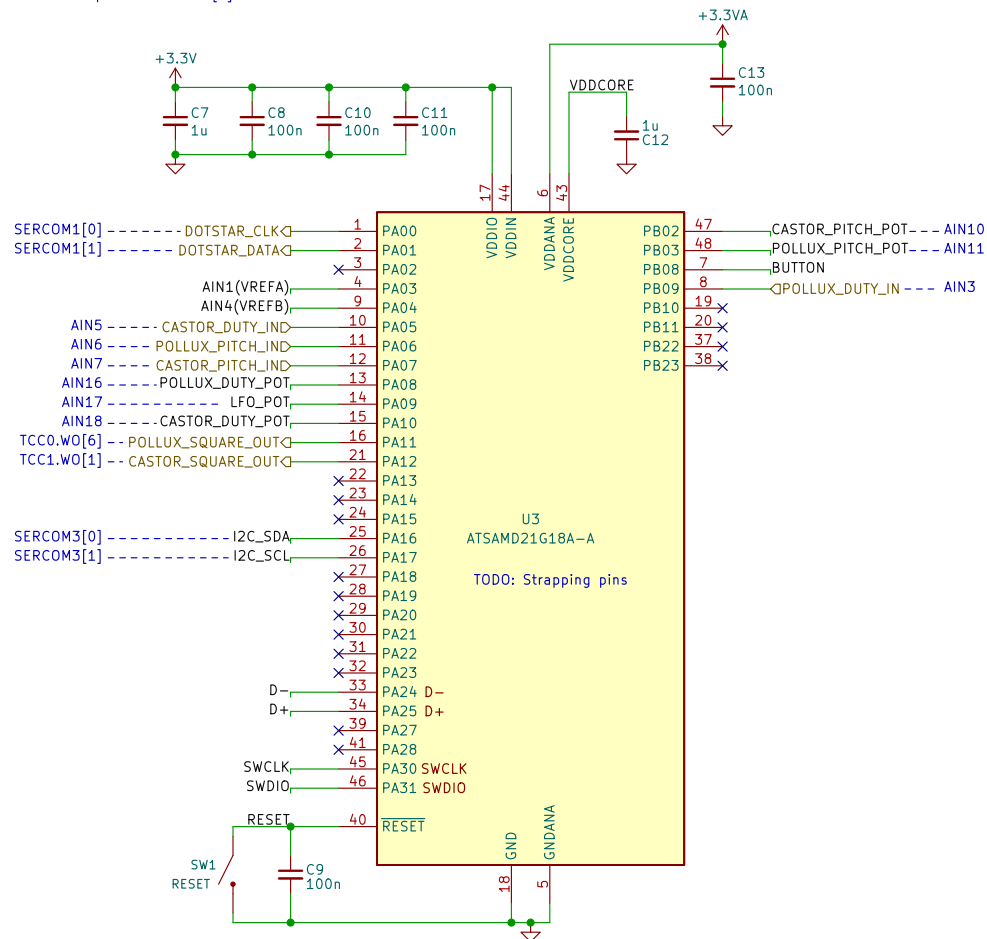 +3.3VA
+3.3V
C13
100n
VDDCORE
C7
1u
C8
100n
C10
100n
C11
100n
1u
C12
17
44
6
43
VDDIO
VDDIN
VDDANA
VDDCORE
SERCOM1[0] DOTSTAR_CLK 1 PA00
SERCOM1[1] DOTSTAR_DATA 2 PA01
3 PA02
AIN1(VREFA) 4 PA03
AIN4(VREFB) 9 PA04
AIN5 CASTOR_DUTY_IN 10 PA05
AIN6 POLLUX_PITCH_IN 11 PA06
AIN7 CASTOR_PITCH_IN 12 PA07
AIN16 POLLUX_DUTY_POT 13 PA08
AIN17 LFO_POT 14 PA09
AIN18 CASTOR_DUTY_POT 15 PA10
TCC0.WO[6] POLLUX_SQUARE_OUT 16 PA11
TCC1.WO[1] CASTOR_SQUARE_OUT 21 PA12
22 PA13
23 PA14
24 PA15
SERCOM3[0] I2C_SDA 25 PA16
SERCOM3[1] I2C_SCL 26 PA17
27 PA18
28 PA19
29 PA20
30 PA21
31 PA22
32 PA23
D- 33 PA24 D-
D+ 34 PA25 D+
39 PA27
41 PA28
SWCLK 45 PA30 SWCLK
SWDIO 46 PA31 SWDIO
RESET 40 RESET
PB02 47 CASTOR_PITCH_POT AIN10
PB03 48 POLLUX_PITCH_POT AIN11
PB08 7 BUTTON
PB09 8 POLLUX_DUTY_IN AIN3
PB10 19
PB11 20
PB22 37
PB23 38
U3
ATSAMD21G18A-A
TODO: Strapping pins
GND
GNDANA
18
5
SW1
RESET
C9
100n